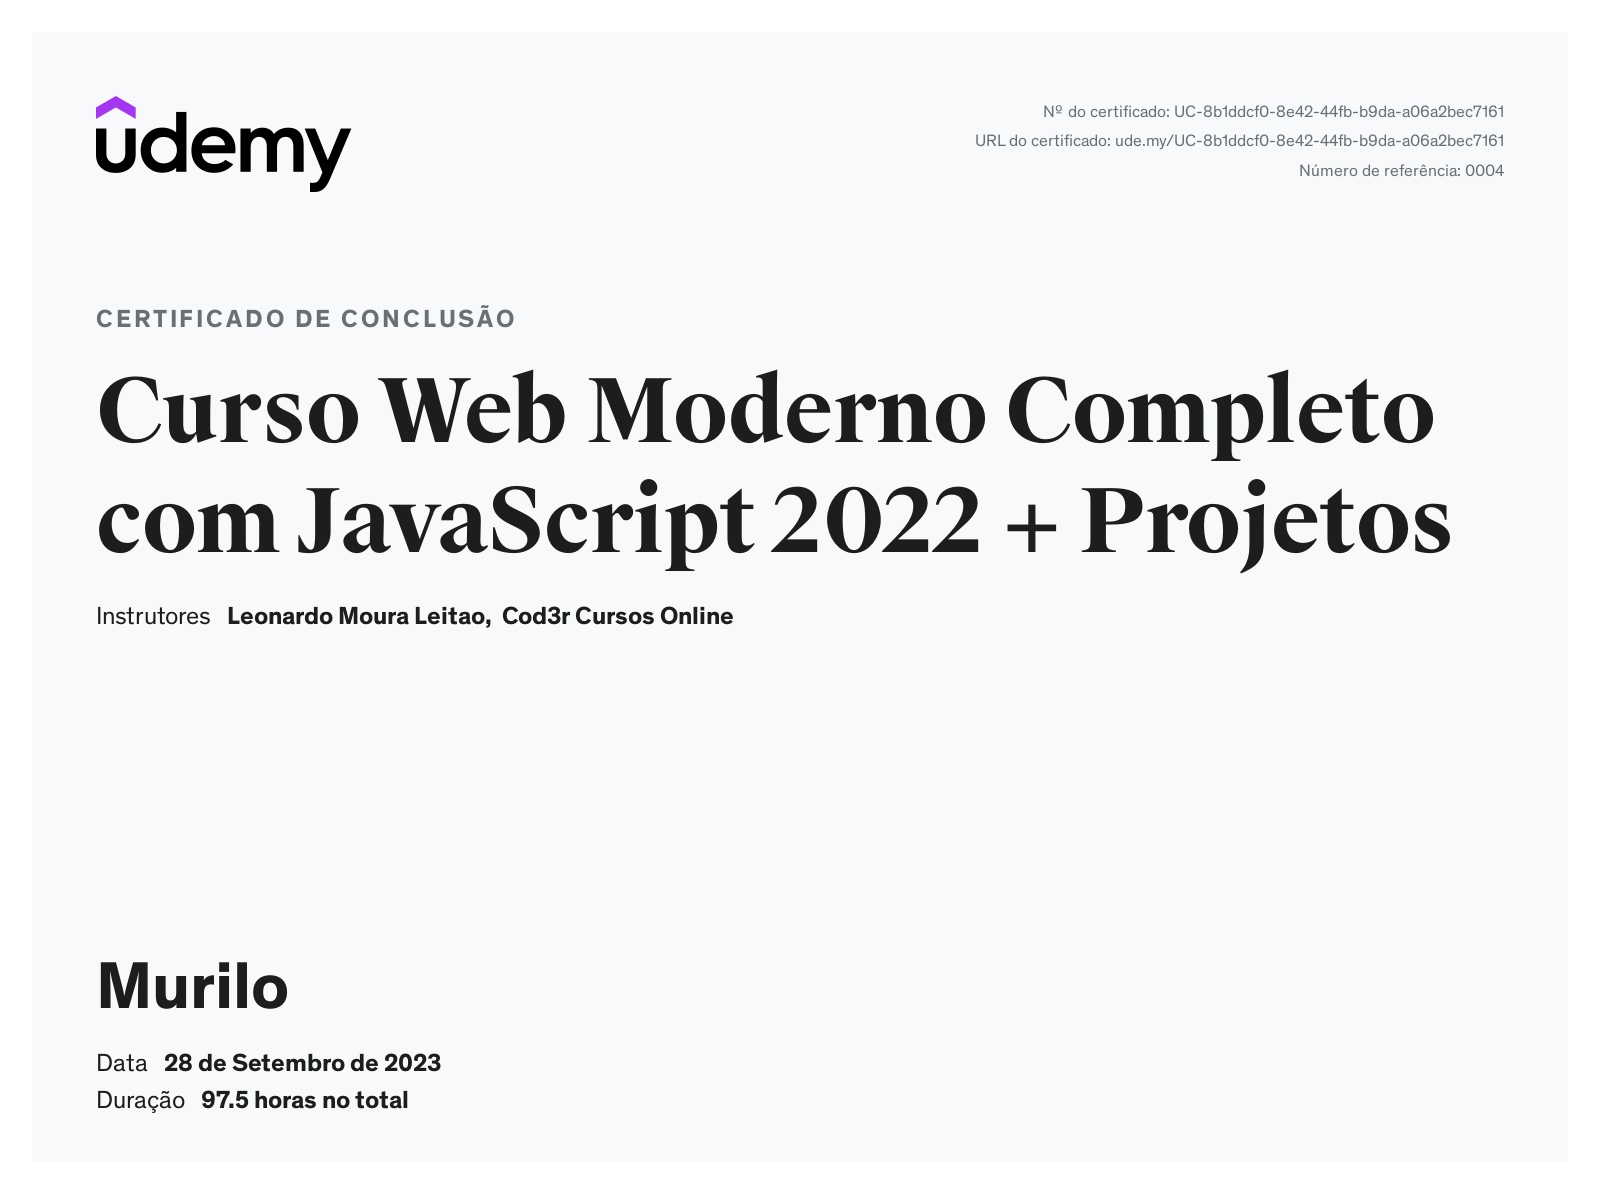 udemy
Nº do certificado: UC-8b1ddcf0-8e42-44fb-b9da-a06a2bec7161
URL do certificado: ude.my/UC-8b1ddcf0-8e42-44fb-b9da-a06a2bec7161
Número de referência: 0004
CERTIFICADO DE CONCLUSÃO
Curso Web Moderno Completo
com JavaScript 2022 + Projetos
Instrutores Leonardo Moura Leitao, Cod3r Cursos Online
Murilo
Data 28 de Setembro de 2023
Duração 97.5 horas no total